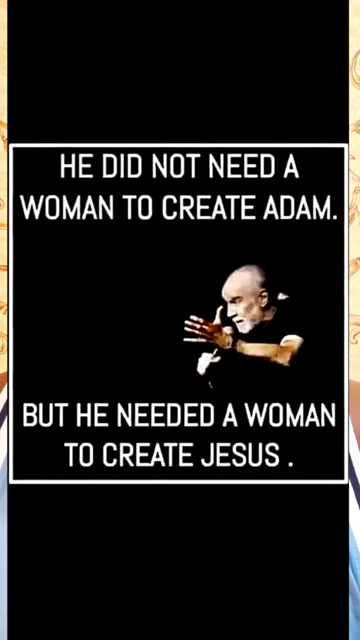 HE DID NOT NEED A
WOMAN TO CREATE ADAM.
BUT HE NEEDED A WOMAN
TO CREATE JESUS .